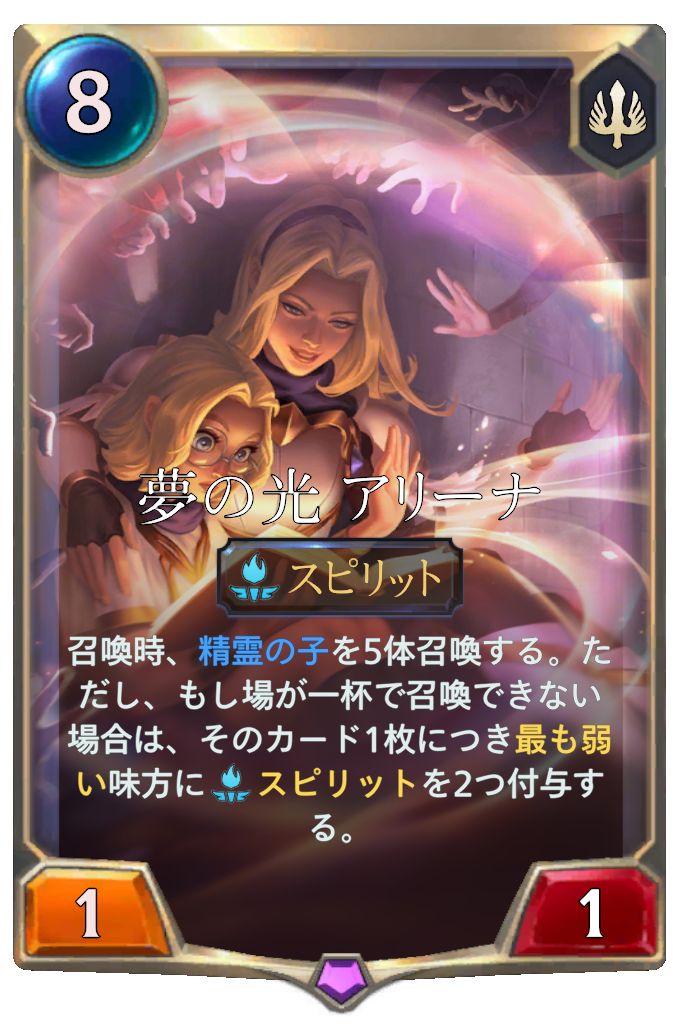 8
夢の光 アリーナ
スピリット
召喚時、精霊の子を5体召喚する。た
だし、もし場が一杯で召喚できない
場合は、そのカード1枚につき最も弱
い味方に スピリットを2つ付与す
る。
1
1